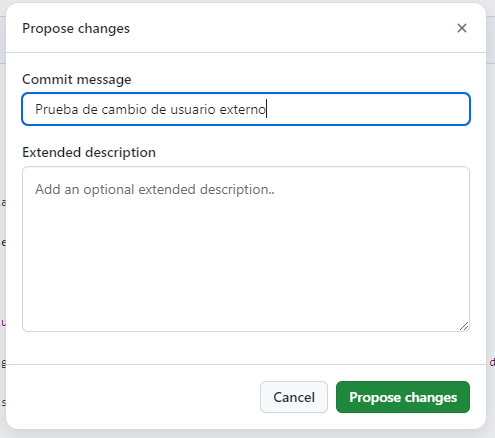 Propose changes
Commit message
Prueba de cambio de usuario externo
Extended description
Add an optional extended description..
Cancel
Propose changes